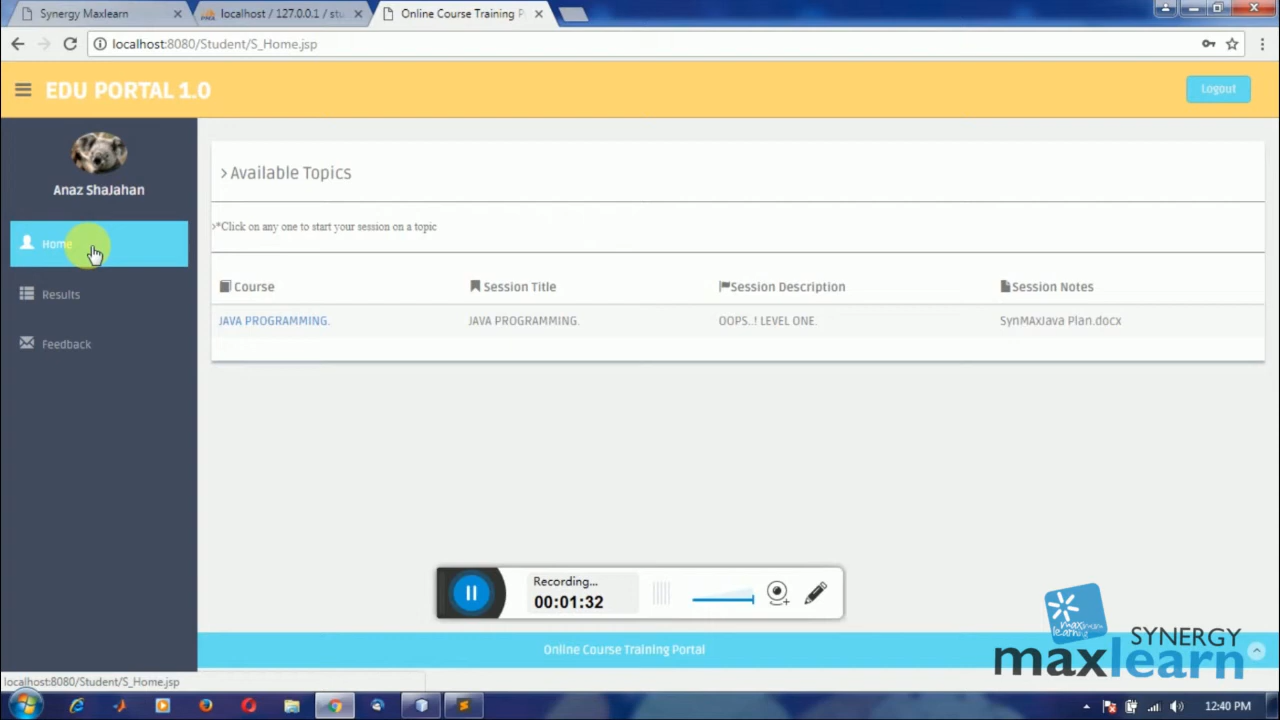 Synergy Maxlearn
localhost / 127.0.0.1 / stu
Online Course Training P
localhost:8080/Student/S_Home.jsp
EDU PORTAL 1.0
Logout
Anaz ShaJahan
Home
Results
Feedback
> Available Topics
>*Click on any one to start your session on a topic
Course Session Title Session Description Session Notes
JAVA PROGRAMMING. JAVA PROGRAMMING. OOPS..! LEVEL ONE. SynMAxJava Plan.docx
Recording...
00:01:32
Online Course Training Portal
maximum
learning
SYNERGY
maxlearn
localhost:8080/Student/S_Home.jsp
12:40 PM